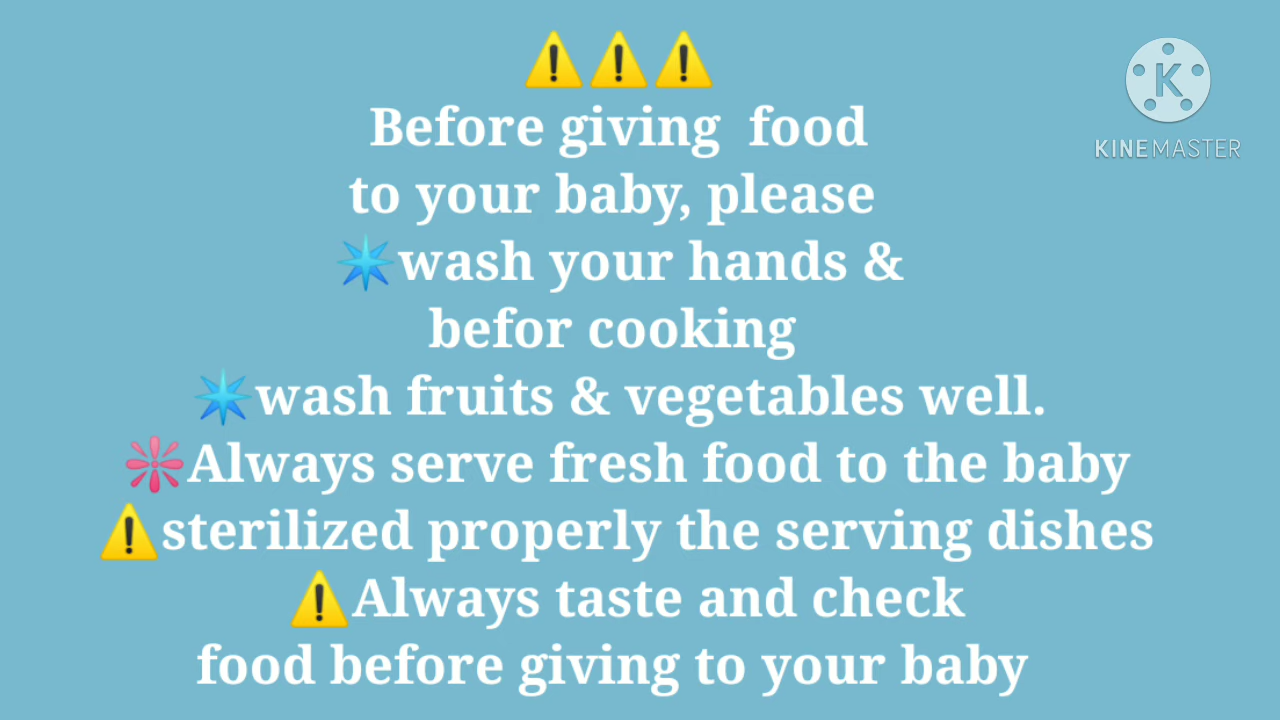 ⚠️⚠️⚠️
Before giving food
to your baby, please
✴wash your hands &
befor cooking
✴wash fruits & vegetables well.
❇Always serve fresh food to the baby
⚠️sterilized properly the serving dishes
⚠️Always taste and check
food before giving to your baby
K
KINEMASTER